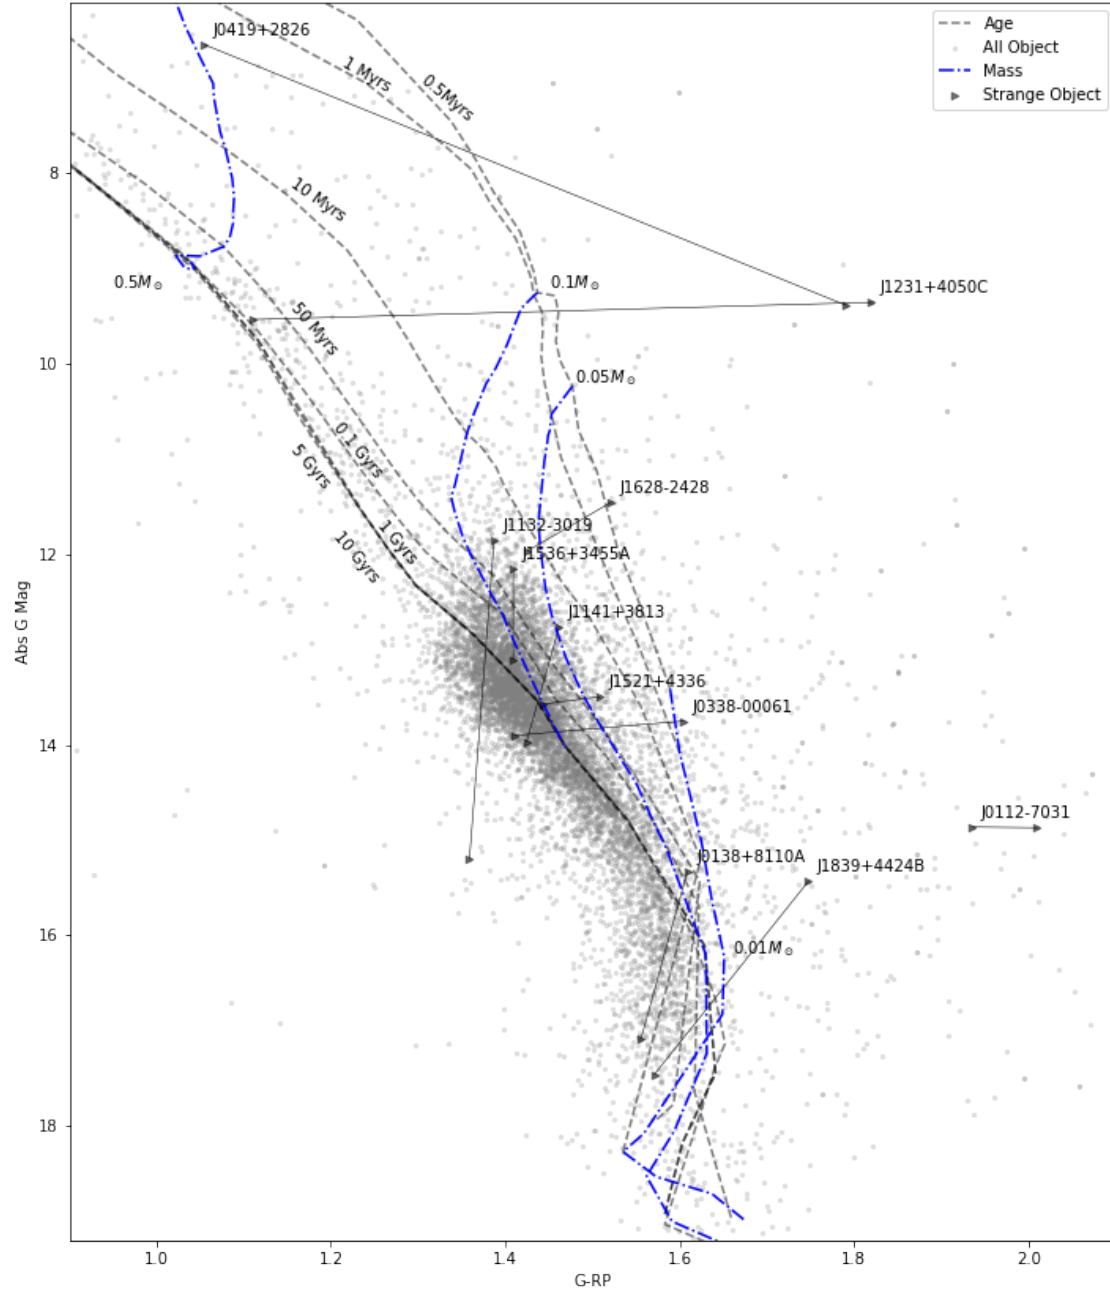 J0419+2826
Age
All Object
Mass
Strange Object
1 Myrs
0.5Myrs
8
10 Myrs
0.5M⊙
0.1M⊙
J1231+4050C
50 Myrs
10
0.05M⊙
0.1 Gyrs
5 Gyrs
J1628-2428
J1132-3019
12
1 Gyrs
10 Gyrs
J1536+3455A
J1141+3813
Abs G Mag
J1521+4336
J0338-00061
14
J0112-7031
J0138+8110A
J1839+4424B
16
0.01M⊙
18
1.0 1.2 1.4 1.6 1.8 2.0
G-RP